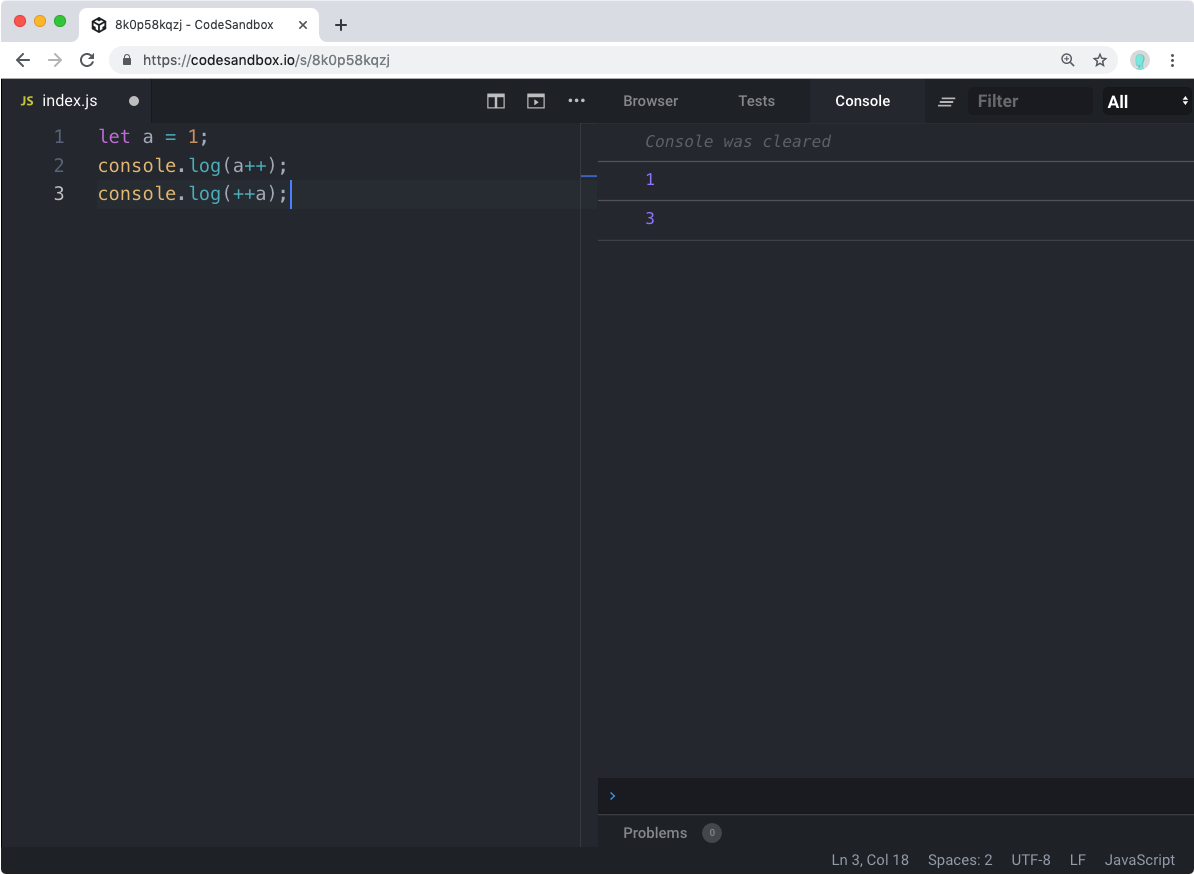 8k0p58kqzj - CodeSandbox
https://codesandbox.io/s/8k0p58kqzj
JS index.js
Browser Tests Console Filter All
1 let a = 1;
2 console.log(a++);
3 console.log(++a);
Console was cleared
1
3
Problems 0
Ln 3, Col 18 Spaces: 2 UTF-8 LF JavaScript